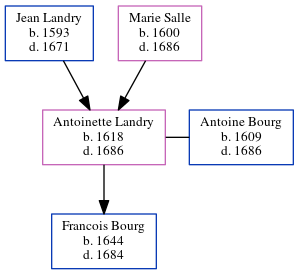 Jean Landry
b. 1593
d. 1671
Marie Salle
b. 1600
d. 1686
Antoinette Landry
b. 1618
d. 1686
Antoine Bourg
b. 1609
d. 1686
Francois Bourg
b. 1644
d. 1684